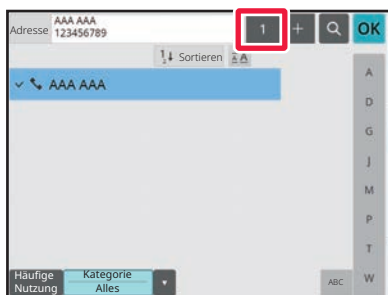 Adresse
AAA AAA
123456789
1
+
OK
Sortieren
AAA AAA
A
D
G
J
M
P
T
W
Häufige
Nutzung
Kategorie
Alles
ABC